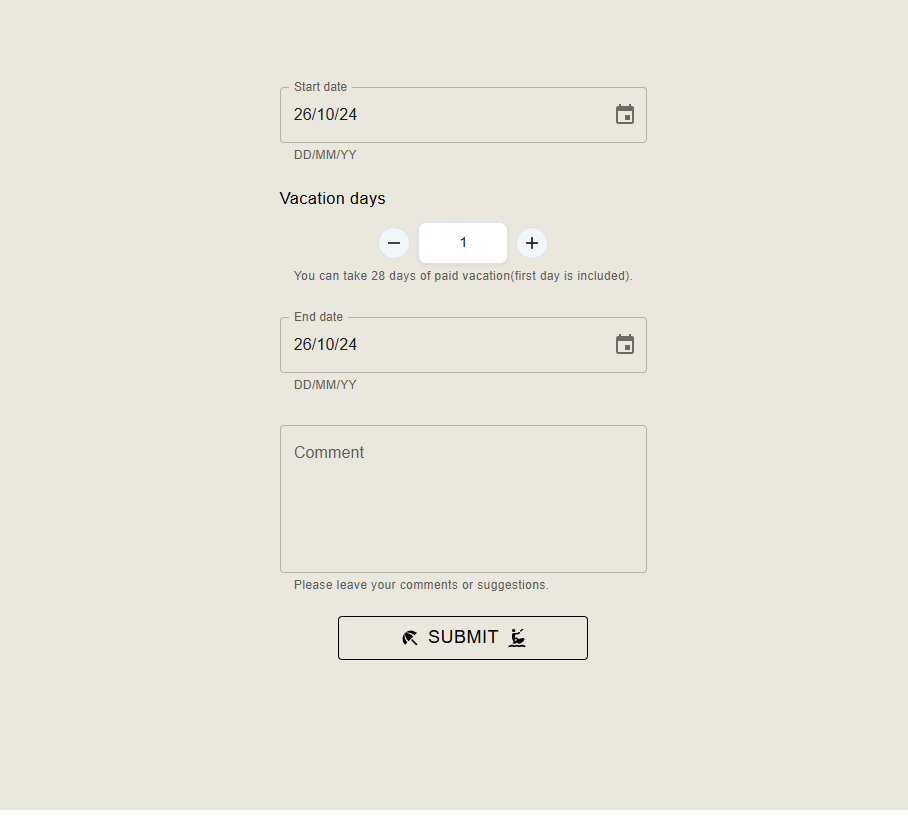 Start date
26/10/24
DD/MM/YY
Vacation days
1
You can take 28 days of paid vacation(first day is included).
End date
26/10/24
DD/MM/YY
Comment
Please leave your comments or suggestions.
SUBMIT